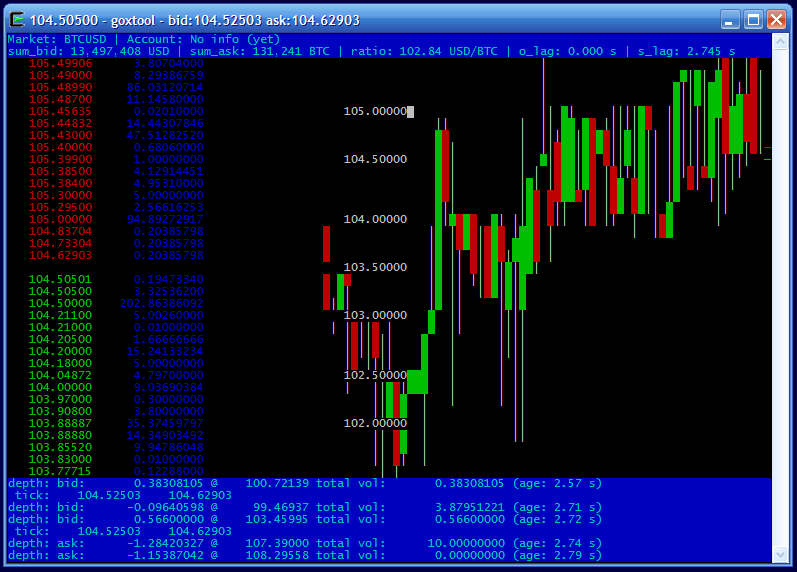 104.50500 - goxtool - bid:104.52503 ask:104.62903
Market: BTCUSD | Account: No info (yet)
sum_bid: 13,497,408 USD | sum_ask: 131,241 BTC | ratio: 102.84 USD/BTC | o_lag: 0.000 s | s_lag: 2.745 s
105.49906 3.80704000
105.49000 8.29386759
105.48990 86.03120714
105.48700 11.14580000
105.45635 0.02010000 105.00000
105.44832 14.44307846
105.43000 47.51282520
105.40000 0.68060000
105.39900 1.00000000 104.50000
105.38500 4.12914451
105.38400 4.95310000
105.30000 5.00000000
105.29500 2.56616253
105.00000 94.89272917 104.00000
104.83704 0.20385798
104.73304 0.20385798
104.62903 0.20385798
103.50000
104.50501 0.19473340
104.50500 3.32536200
104.50000 202.86386092
104.21100 5.00260000 103.00000
104.21000 0.01000000
104.20500 1.66666666
104.20000 15.24133234
104.18000 5.00000000
104.04872 4.79700000 102.50000
104.00000 9.03690384
103.97000 0.30000000
103.90800 3.80000000
103.88887 35.37459797 102.00000
103.88880 14.34903492
103.85520 9.94786048
103.83000 0.01000000
103.77715 0.12288000
depth: bid: 0.38308105 @ 100.72139 total vol: 0.38308105 (age: 2.57 s)
tick: 104.52503 104.62903
depth: bid: -0.09640598 @ 99.46937 total vol: 3.87951221 (age: 2.71 s)
depth: bid: 0.56600000 @ 103.45995 total vol: 0.56600000 (age: 2.72 s)
tick: 104.52503 104.62903
depth: ask: -1.28420327 @ 107.39000 total vol: 10.00000000 (age: 2.74 s)
depth: ask: -1.15387042 @ 108.29558 total vol: 0.00000000 (age: 2.79 s)